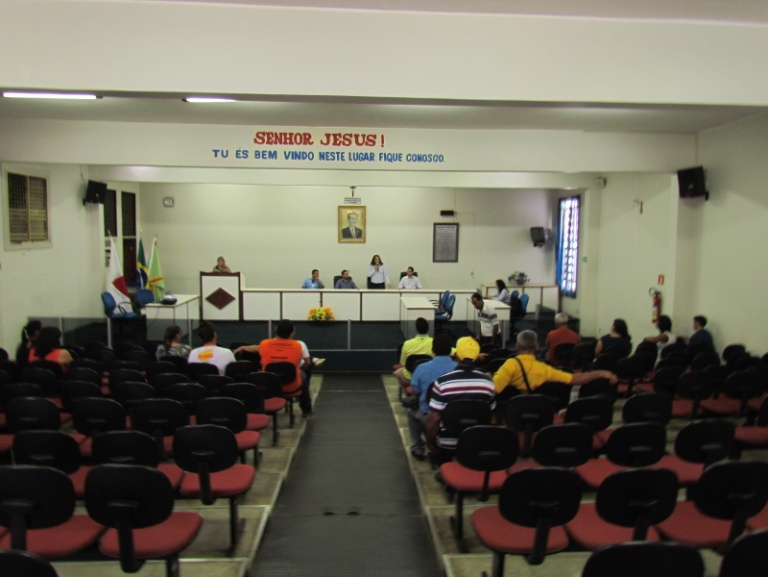 SENHOR JESUS!
TU ÉS BEM VINDO NESTE LUGAR FIQUE CONOSCO.